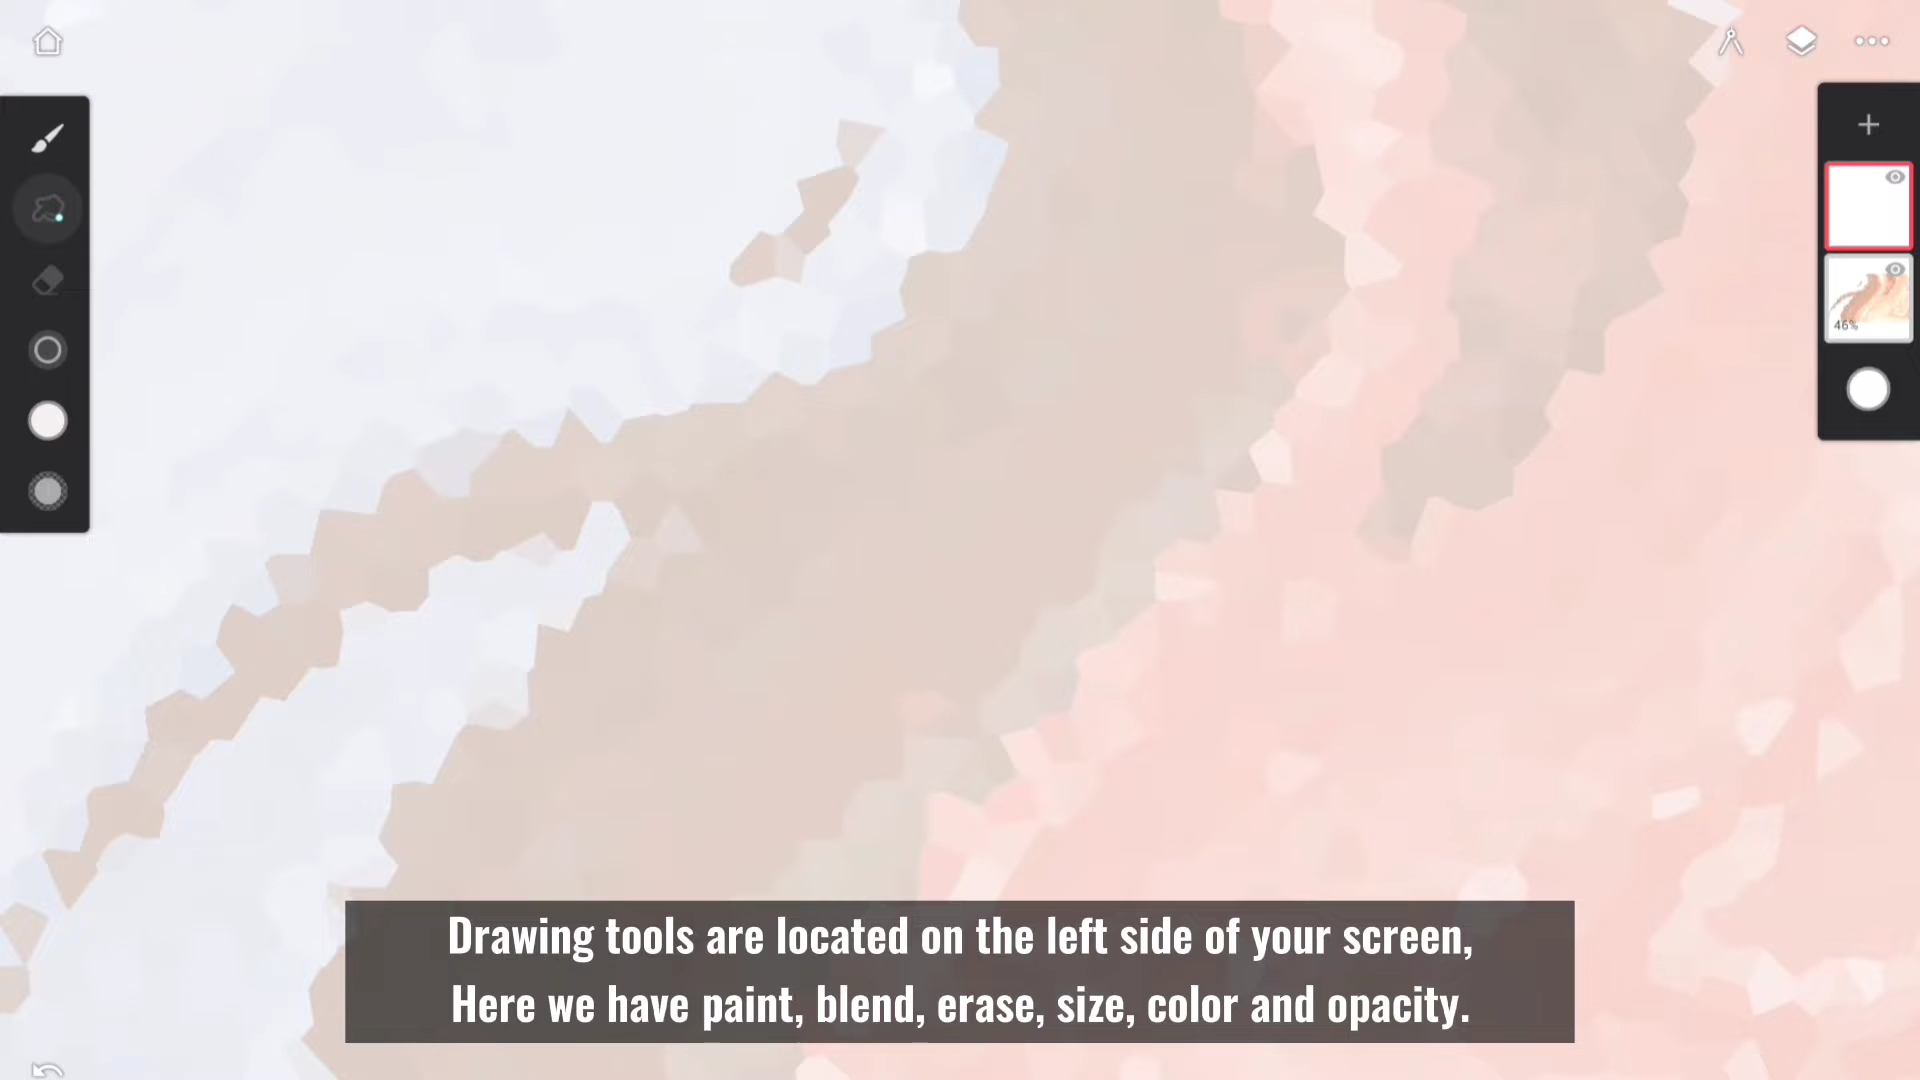 46%
Drawing tools are located on the left side of your screen,
Here we have paint, blend, erase, size, color and opacity.